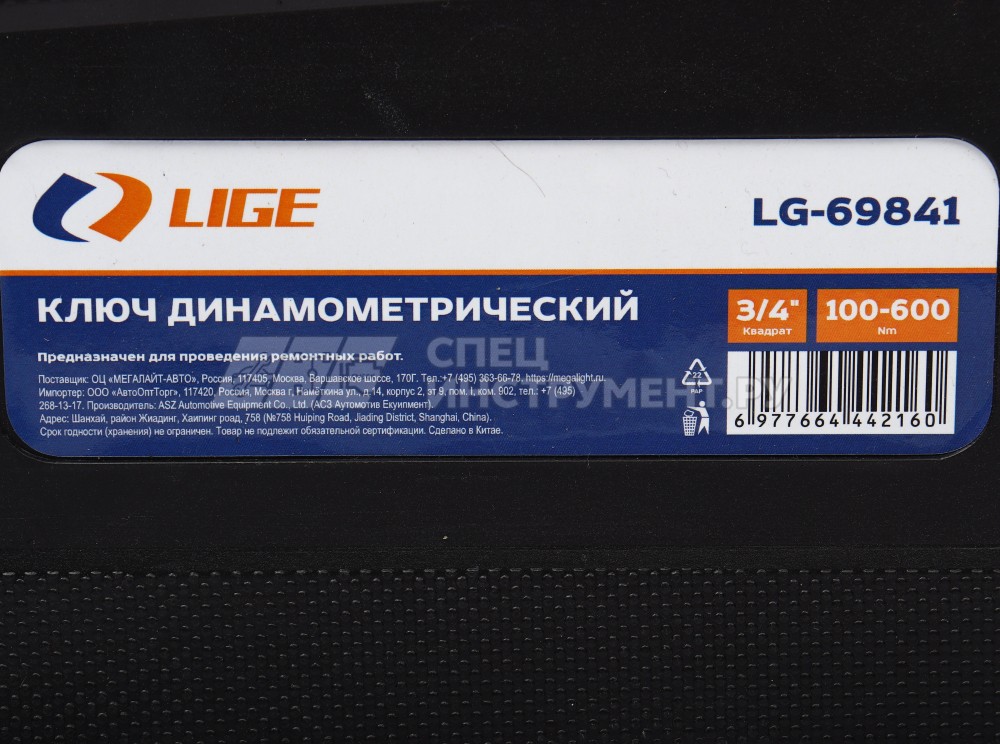 LIGE
LG-69841
КЛЮЧ ДИНАМОМЕТРИЧЕСКИЙ
3/4"
Квадрат
100-600
Nm
Предназначен для проведения ремонтных работ.
Поставщик: ОЦ «МЕГАЛАЙТ-АВТО», Россия, 117405, Москва, Варшавское шоссе, 170Г. Тел.:+7 (495) 363-66-78, https://megalight.ru.
Импортер: ООО «АвтоОптТорг», 117420, Россия, Москва г, Намёткина ул., д.14, корпус 2, эт 9, пом. I, ком. 902, тел.: +7 (495)
268-13-17. Производитель: ASZ Automotive Equipment Co., Ltd. (АСЗ Аутомотив Екуипмент).
Адрес: Шанхай, район Жиадинг, Хаипинг роад, 758 (№758 Huiping Road, Jiading District, Shanghai, China).
Срок годности (хранения) не ограничен. Товар не подлежит обязательной сертификации. Сделано в Китае.
22
PAP
6 977664 442160
СПЕЦ
ИНСТРУМЕНТ.РУ